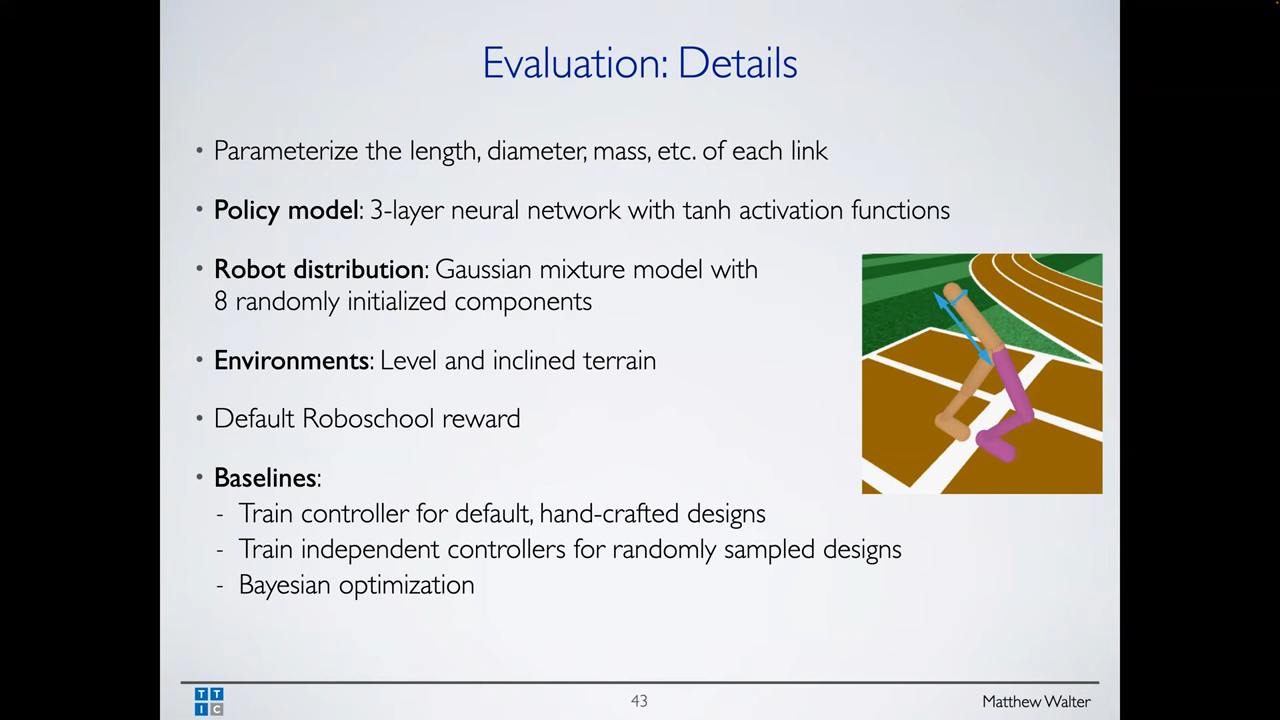 Evaluation: Details
• Parameterize the length, diameter, mass, etc. of each link
• Policy model: 3-layer neural network with tanh activation functions
• Robot distribution: Gaussian mixture model with
8 randomly initialized components
• Environments: Level and inclined terrain
• Default Roboschool reward
• Baselines:
- Train controller for default, hand-crafted designs
- Train independent controllers for randomly sampled designs
- Bayesian optimization
T T
I C
43
Matthew Walter